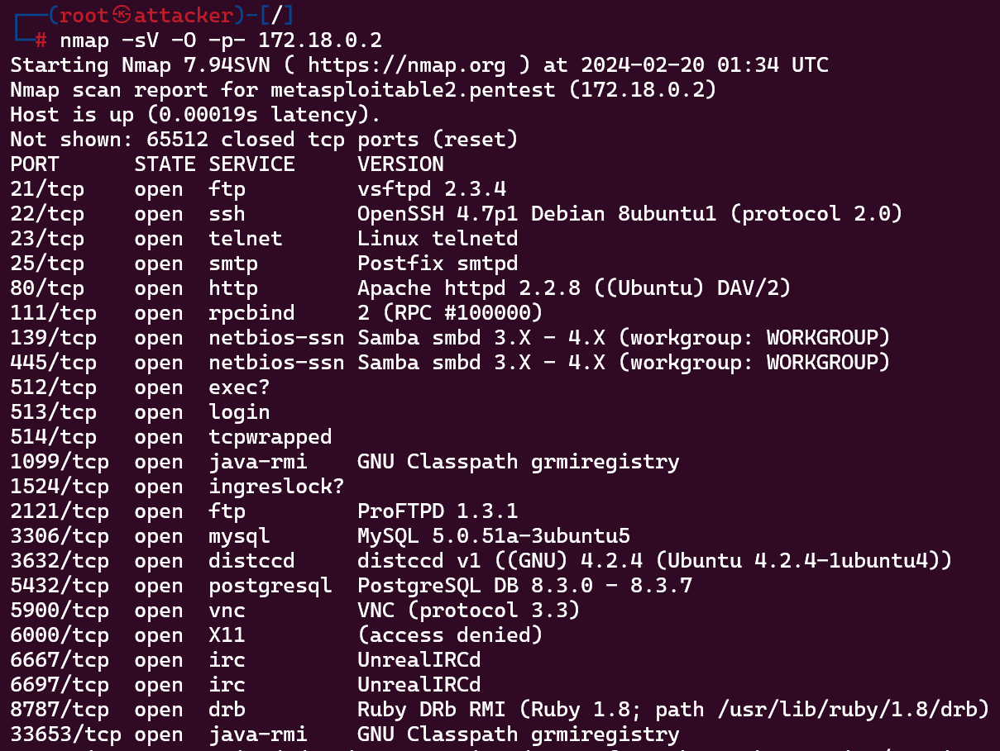 ┌──(root㉿attacker)-[/]
└─# nmap -sV -O -p- 172.18.0.2
Starting Nmap 7.94SVN ( https://nmap.org ) at 2024-02-20 01:34 UTC
Nmap scan report for metasploitable2.pentest (172.18.0.2)
Host is up (0.00019s latency).
Not shown: 65512 closed tcp ports (reset)
PORT      STATE SERVICE     VERSION
21/tcp    open  ftp         vsftpd 2.3.4
22/tcp    open  ssh         OpenSSH 4.7p1 Debian 8ubuntu1 (protocol 2.0)
23/tcp    open  telnet      Linux telnetd
25/tcp    open  smtp        Postfix smtpd
80/tcp    open  http        Apache httpd 2.2.8 ((Ubuntu) DAV/2)
111/tcp   open  rpcbind     2 (RPC #100000)
139/tcp   open  netbios-ssn Samba smbd 3.X - 4.X (workgroup: WORKGROUP)
445/tcp   open  netbios-ssn Samba smbd 3.X - 4.X (workgroup: WORKGROUP)
512/tcp   open  exec?
513/tcp   open  login
514/tcp   open  tcpwrapped
1099/tcp  open  java-rmi    GNU Classpath grmiregistry
1524/tcp  open  ingreslock?
2121/tcp  open  ftp         ProFTPD 1.3.1
3306/tcp  open  mysql       MySQL 5.0.51a-3ubuntu5
3632/tcp  open  distccd     distccd v1 ((GNU) 4.2.4 (Ubuntu 4.2.4-1ubuntu4))
5432/tcp  open  postgresql  PostgreSQL DB 8.3.0 - 8.3.7
5900/tcp  open  vnc         VNC (protocol 3.3)
6000/tcp  open  X11         (access denied)
6667/tcp  open  irc         UnrealIRCd
6697/tcp  open  irc         UnrealIRCd
8787/tcp  open  drb         Ruby DRb RMI (Ruby 1.8; path /usr/lib/ruby/1.8/drb)
33653/tcp open  java-rmi    GNU Classpath grmiregistry